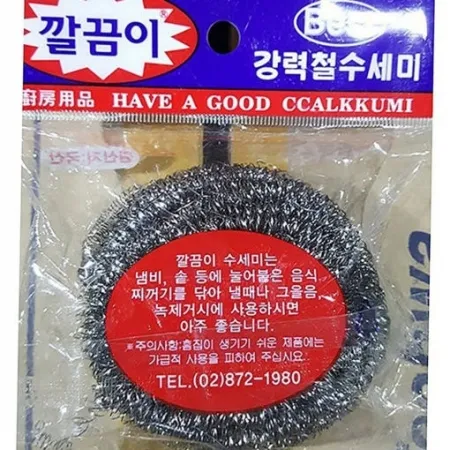 깔끔이
강력철수세미
廚房用品 HAVE A GOOD CCALKKUMI
원산지:국산
깔끔이 수세미는
냄비, 솥 등에 눌어붙은 음식
찌꺼기를 닦아 낼때나 그을음,
녹제거시에 사용하시면
아주 좋습니다.
※주의사항:흠집이 생기기 쉬운 제품에는
가급적 사용을 피하여 주십시요.
TEL.(02)872-1980